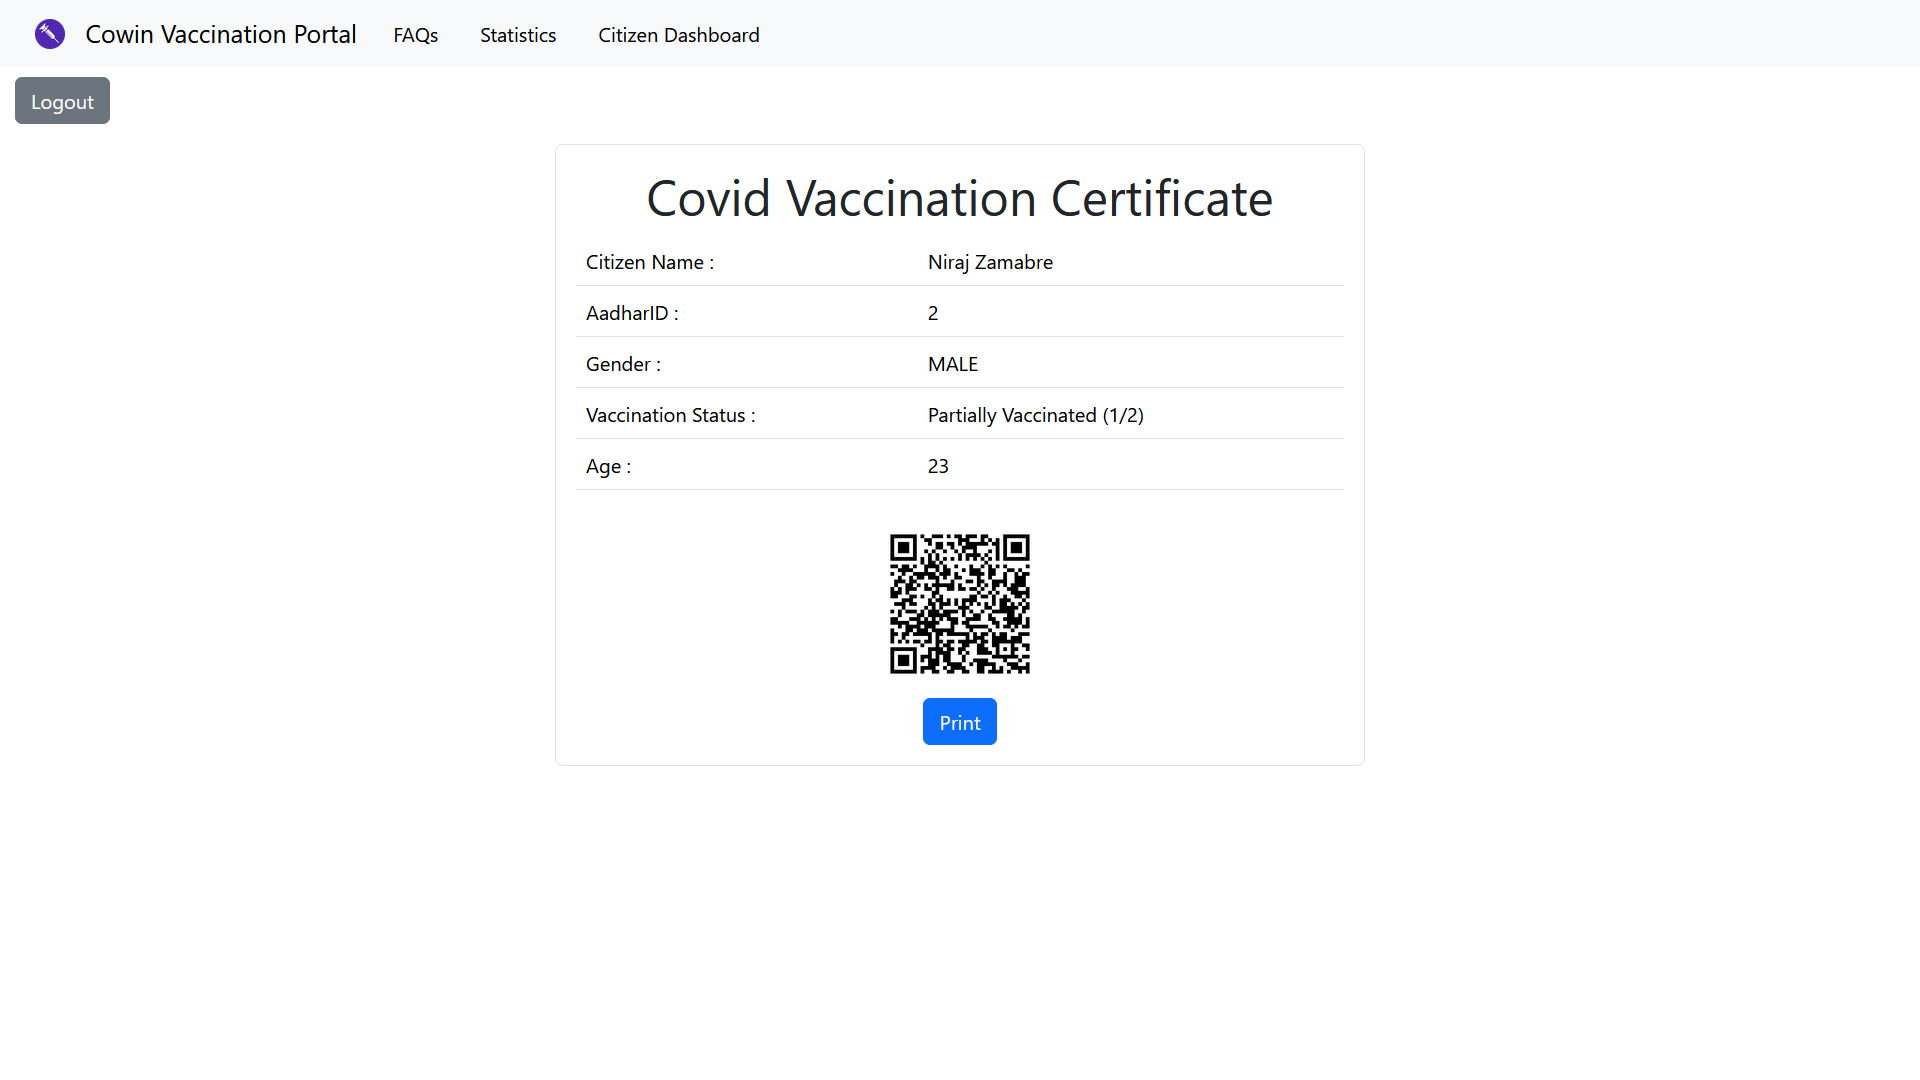 Cowin Vaccination Portal FAQs Statistics Citizen Dashboard
Logout
Covid Vaccination Certificate
Citizen Name : Niraj Zamabre
AadharID : 2
Gender : MALE
Vaccination Status : Partially Vaccinated (1/2)
Age : 23
Print